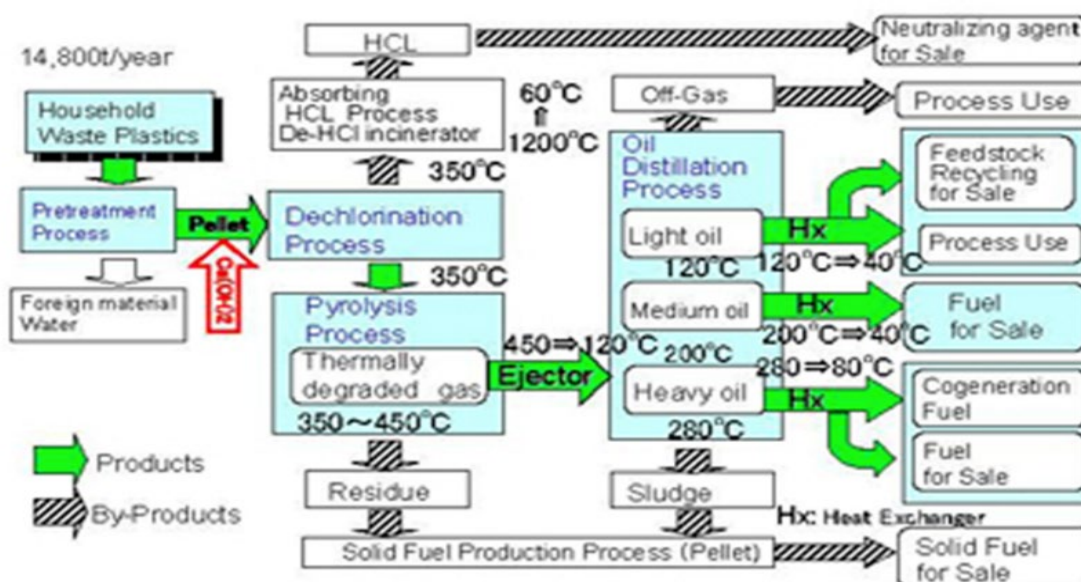 14,800t/year
Household
Waste Plastics
Pretreatment
Process
Foreign material
Water
Pellet
Ca(OH)2
HCL
Absorbing
HCL Process
De-HCl incinerator
60°C
⇑
1200°C
350°C
Dechlorination
Process
350°C
Pyrolysis
Process
Thermally
degraded gas
350～450°C
Residue
450⇒120°C
Ejector
Off-Gas
Oil
Distillation
Process
Light oil
120°C
Medium oil
200°C
Heavy oil
280°C
Sludge
Hx
120°C⇒40°C
Hx
200°C⇒40°C
280⇒80°C
Hx
Neutralizing agent
for Sale
Process Use
Feedstock
Recycling
for Sale
Process Use
Fuel
for Sale
Cogeneration
Fuel
Fuel
for Sale
Products
By-Products
Hx: Heat Exchanger
Solid Fuel Production Process (Pellet)
Solid Fuel
for Sale